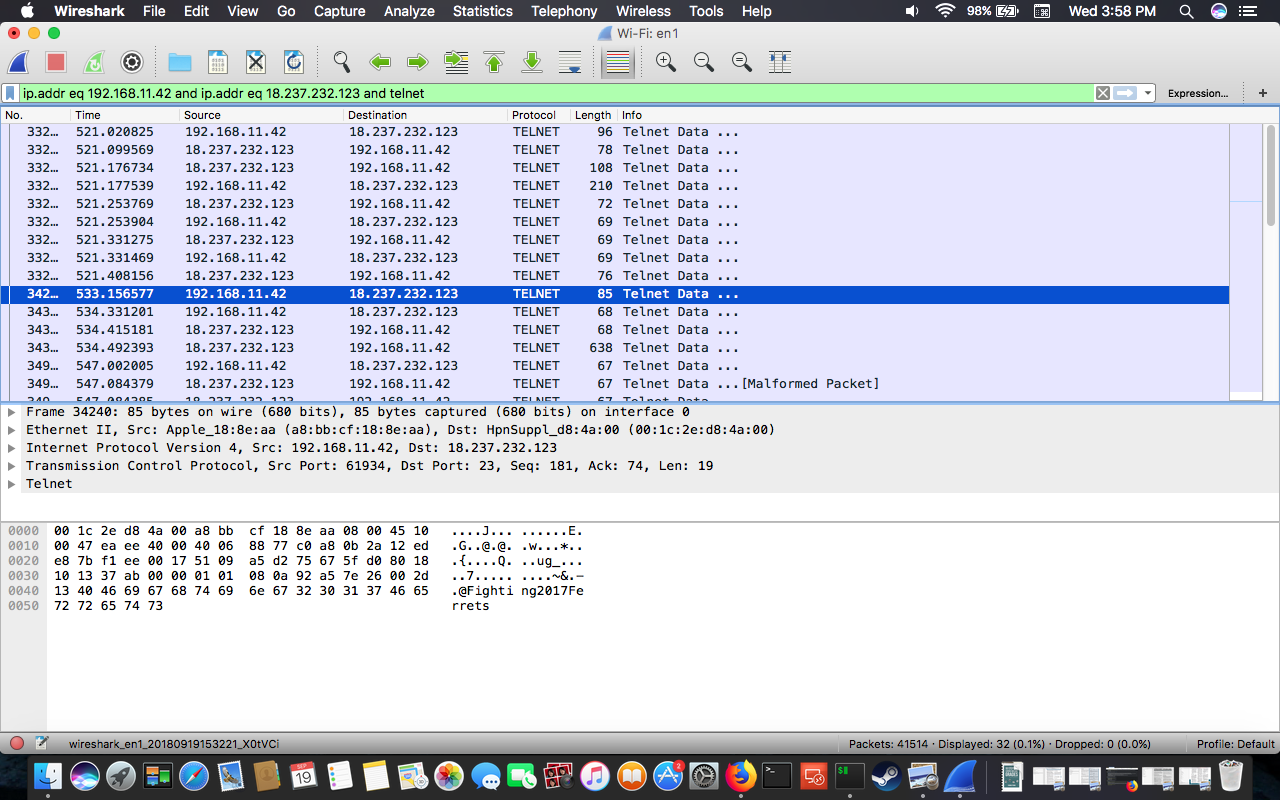 Wireshark File Edit View Go Capture Analyze Statistics Telephony Wireless Tools Help 98% Wed 3:58 PM
Wi-Fi: en1
ip.addr eq 192.168.11.42 and ip.addr eq 18.237.232.123 and telnet Expression... +
No. Time Source Destination Protocol Length Info
332... 521.020825 192.168.11.42 18.237.232.123 TELNET 96 Telnet Data ...
332... 521.099569 18.237.232.123 192.168.11.42 TELNET 78 Telnet Data ...
332... 521.176734 18.237.232.123 192.168.11.42 TELNET 108 Telnet Data ...
332... 521.177539 192.168.11.42 18.237.232.123 TELNET 210 Telnet Data ...
332... 521.253769 18.237.232.123 192.168.11.42 TELNET 72 Telnet Data ...
332... 521.253904 192.168.11.42 18.237.232.123 TELNET 69 Telnet Data ...
332... 521.331275 18.237.232.123 192.168.11.42 TELNET 69 Telnet Data ...
332... 521.331469 192.168.11.42 18.237.232.123 TELNET 69 Telnet Data ...
332... 521.408156 18.237.232.123 192.168.11.42 TELNET 76 Telnet Data ...
342... 533.156577 192.168.11.42 18.237.232.123 TELNET 85 Telnet Data ...
343... 534.331201 192.168.11.42 18.237.232.123 TELNET 68 Telnet Data ...
343... 534.415181 18.237.232.123 192.168.11.42 TELNET 68 Telnet Data ...
343... 534.492393 18.237.232.123 192.168.11.42 TELNET 638 Telnet Data ...
349... 547.002005 192.168.11.42 18.237.232.123 TELNET 67 Telnet Data ...
349... 547.084379 18.237.232.123 192.168.11.42 TELNET 67 Telnet Data ...[Malformed Packet]
349... 547.084385 18.237.232.123 192.168.11.42 TELNET 67 Telnet Data ...
Frame 34240: 85 bytes on wire (680 bits), 85 bytes captured (680 bits) on interface 0
Ethernet II, Src: Apple_18:8e:aa (a8:bb:cf:18:8e:aa), Dst: HpnSuppl_d8:4a:00 (00:1c:2e:d8:4a:00)
Internet Protocol Version 4, Src: 192.168.11.42, Dst: 18.237.232.123
Transmission Control Protocol, Src Port: 61934, Dst Port: 23, Seq: 181, Ack: 74, Len: 19
Telnet
0000 00 1c 2e d8 4a 00 a8 bb cf 18 8e aa 08 00 45 10 ....J... ......E.
0010 00 47 ea ee 40 00 40 06 88 77 c0 a8 0b 2a 12 ed .G..@.@. .w...*..
0020 e8 7b f1 ee 00 17 51 09 a5 d2 75 67 5f d0 80 18 .{....Q. ..ug_...
0030 10 13 37 ab 00 00 01 01 08 0a 92 a5 7e 26 00 2d ..7..... ....~&.-
0040 13 40 46 69 67 68 74 69 6e 67 32 30 31 37 46 65 .@Fighti ng2017Fe
0050 72 72 65 74 73 rrets
wireshark_en1_20180919153221_X0tVCi Packets: 41514 · Displayed: 32 (0.1%) · Dropped: 0 (0.0%) Profile: Default
SEP
19
2